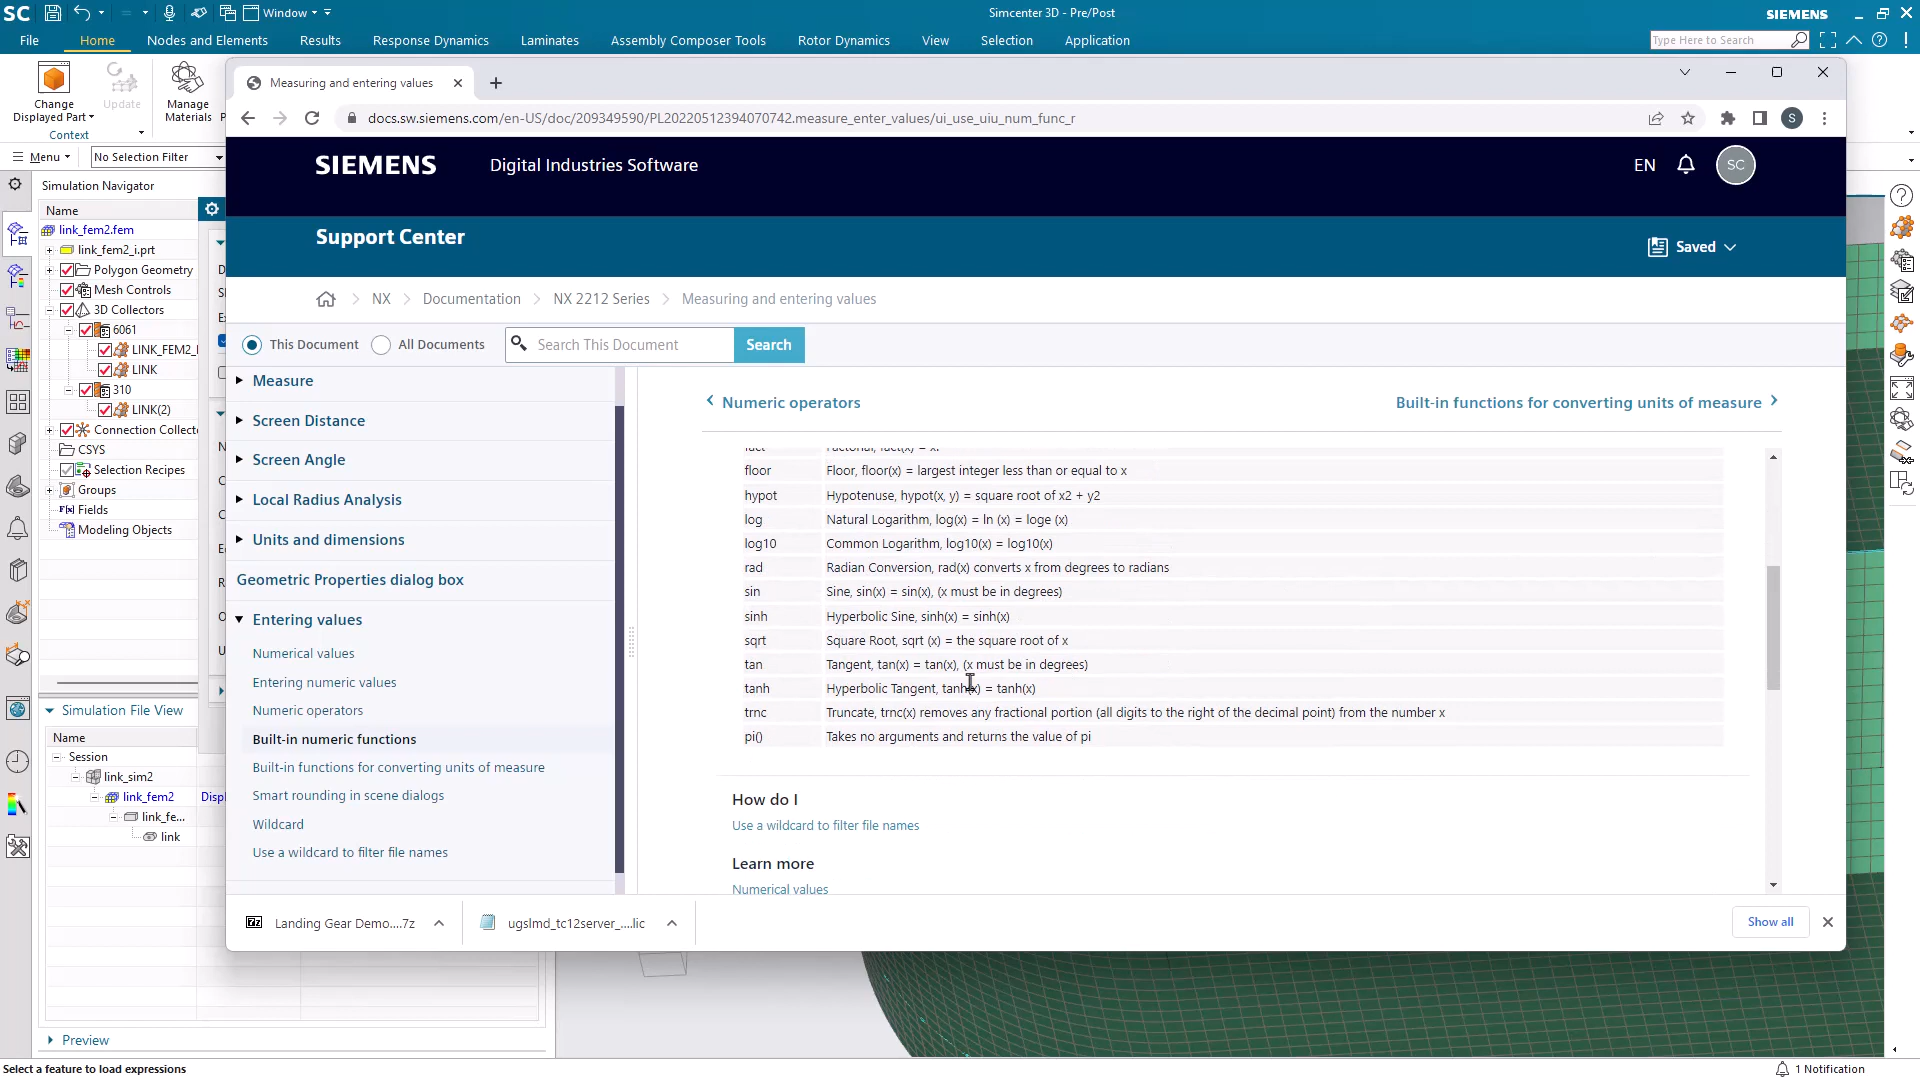 SC
Window
Simcenter 3D - Pre/Post
SIEMENS
File
Home
Nodes and Elements
Results
Response Dynamics
Laminates
Assembly Composer Tools
Rotor Dynamics
View
Selection
Application
Type Here to Search
Change
Displayed Part
Update
Manage
Materials
Context
Menu
No Selection Filter
Simulation Navigator
Name
link_fem2.fem
link_fem2_i.prt
Polygon Geometry
Mesh Controls
3D Collectors
6061
LINK_FEM2_
LINK
310
LINK(2)
Connection Collect
CSYS
Selection Recipes
Groups
Fields
Modeling Objects
Simulation File View
Name
Session
link_sim2
link_fem2
Displ
link_fe...
link
Preview
Select a feature to load expressions
1 Notification
Measuring and entering values
docs.sw.siemens.com/en-US/doc/209349590/PL20220512394070742.measure_enter_values/ui_use_uiu_num_func_r
S
SIEMENS
Digital Industries Software
EN
SC
Support Center
Saved
NX
Documentation
NX 2212 Series
Measuring and entering values
This Document
All Documents
Search This Document
Search
Measure
Screen Distance
Screen Angle
Local Radius Analysis
Units and dimensions
Geometric Properties dialog box
Entering values
Numerical values
Entering numeric values
Numeric operators
Built-in numeric functions
Built-in functions for converting units of measure
Smart rounding in scene dialogs
Wildcard
Use a wildcard to filter file names
Numeric operators
Built-in functions for converting units of measure
fact Factorial, fact(x) = x!
floor Floor, floor(x) = largest integer less than or equal to x
hypot Hypotenuse, hypot(x, y) = square root of x2 + y2
log Natural Logarithm, log(x) = ln (x) = loge (x)
log10 Common Logarithm, log10(x) = log10(x)
rad Radian Conversion, rad(x) converts x from degrees to radians
sin Sine, sin(x) = sin(x), (x must be in degrees)
sinh Hyperbolic Sine, sinh(x) = sinh(x)
sqrt Square Root, sqrt (x) = the square root of x
tan Tangent, tan(x) = tan(x), (x must be in degrees)
tanh Hyperbolic Tangent, tanh(x) = tanh(x)
trnc Truncate, trnc(x) removes any fractional portion (all digits to the right of the decimal point) from the number x
pi() Takes no arguments and returns the value of pi
How do I
Use a wildcard to filter file names
Learn more
Numerical values
Landing Gear Demo....7z
ugslmd_tc12server_....lic
Show all